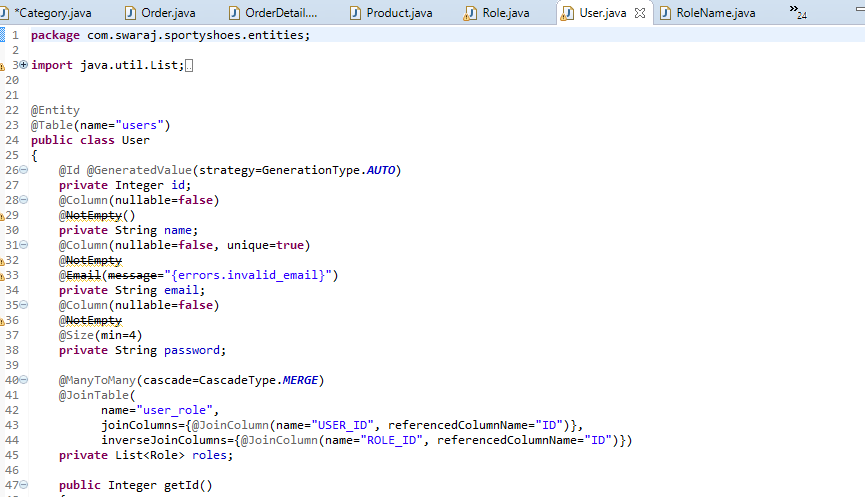 *Category.java Order.java OrderDetail.... Product.java Role.java User.java RoleName.java »24
1 package com.swaraj.sportyshoes.entities;
2
3 import java.util.List;
20
21
22 @Entity
23 @Table(name="users")
24 public class User
25 {
26 @Id @GeneratedValue(strategy=GenerationType.AUTO)
27 private Integer id;
28 @Column(nullable=false)
29 @NotEmpty()
30 private String name;
31 @Column(nullable=false, unique=true)
32 @NotEmpty
33 @Email(message="{errors.invalid_email}")
34 private String email;
35 @Column(nullable=false)
36 @NotEmpty
37 @Size(min=4)
38 private String password;
39
40 @ManyToMany(cascade=CascadeType.MERGE)
41 @JoinTable(
42 name="user_role",
43 joinColumns={@JoinColumn(name="USER_ID", referencedColumnName="ID")},
44 inverseJoinColumns={@JoinColumn(name="ROLE_ID", referencedColumnName="ID")})
45 private List<Role> roles;
46
47 public Integer getId()